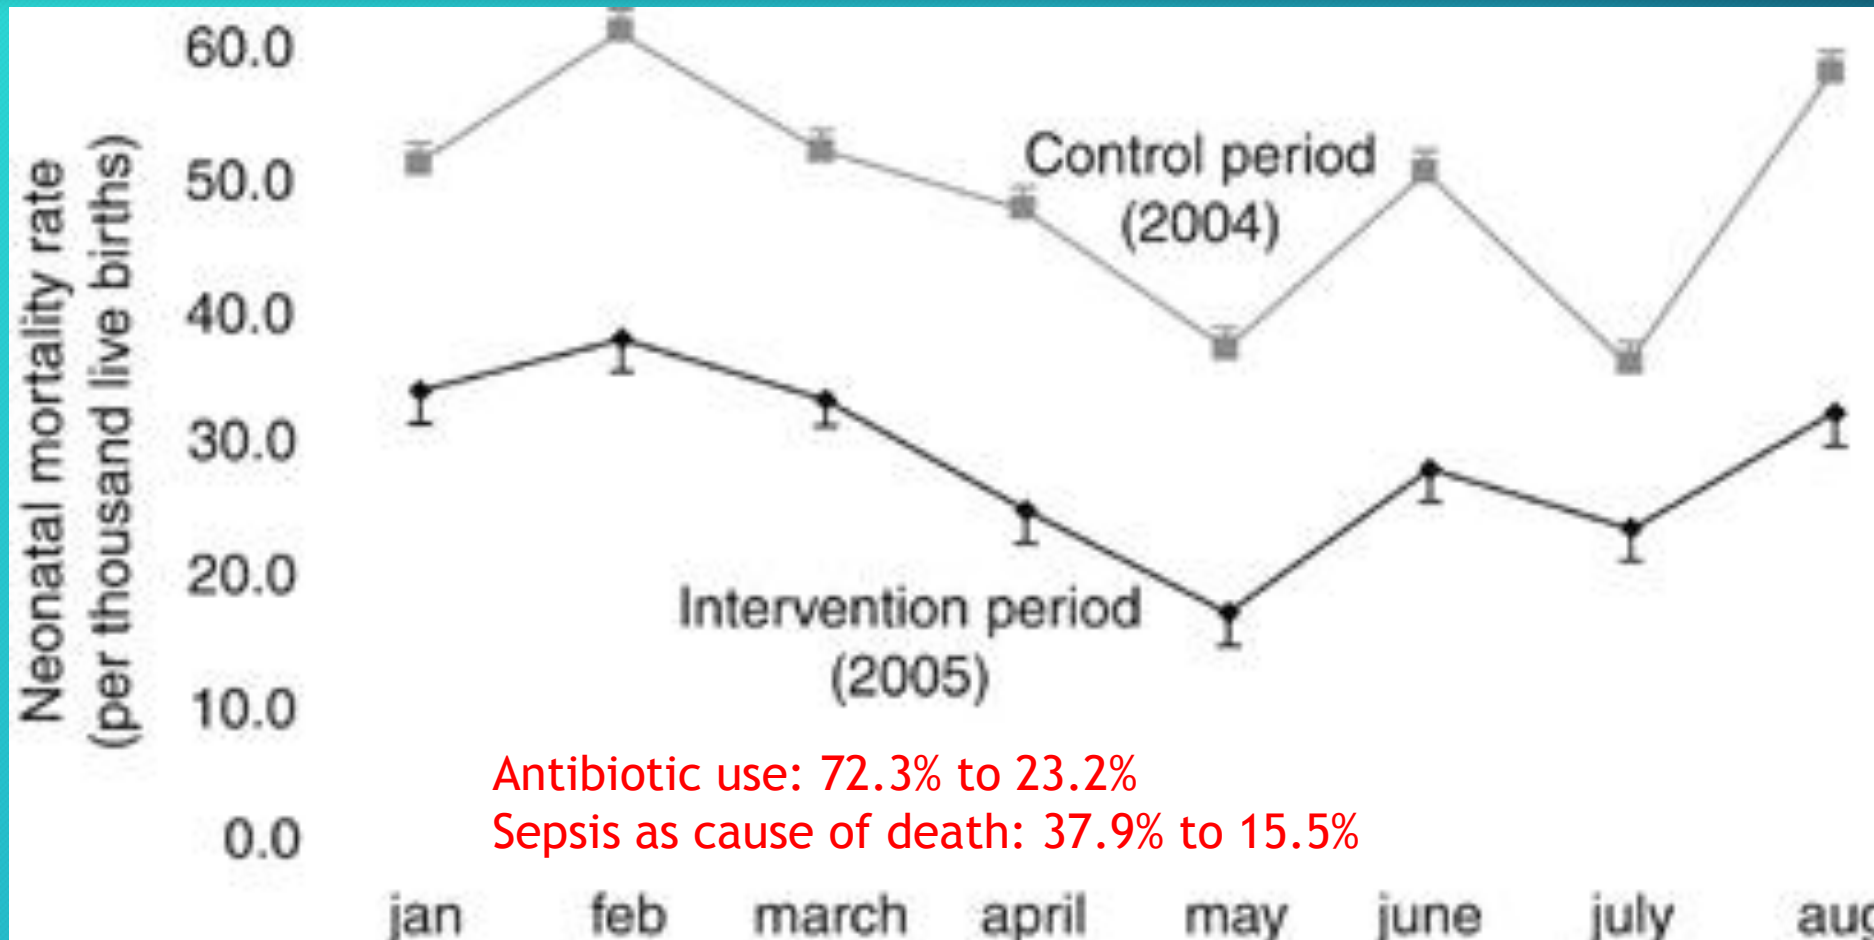 Neonatal mortality rate
(per thousand live births)
60.0
50.0
40.0
30.0
20.0
10.0
0.0
Control period
(2004)
Intervention period
(2005)
Antibiotic use: 72.3% to 23.2%
Sepsis as cause of death: 37.9% to 15.5%
jan feb march april may june july aug